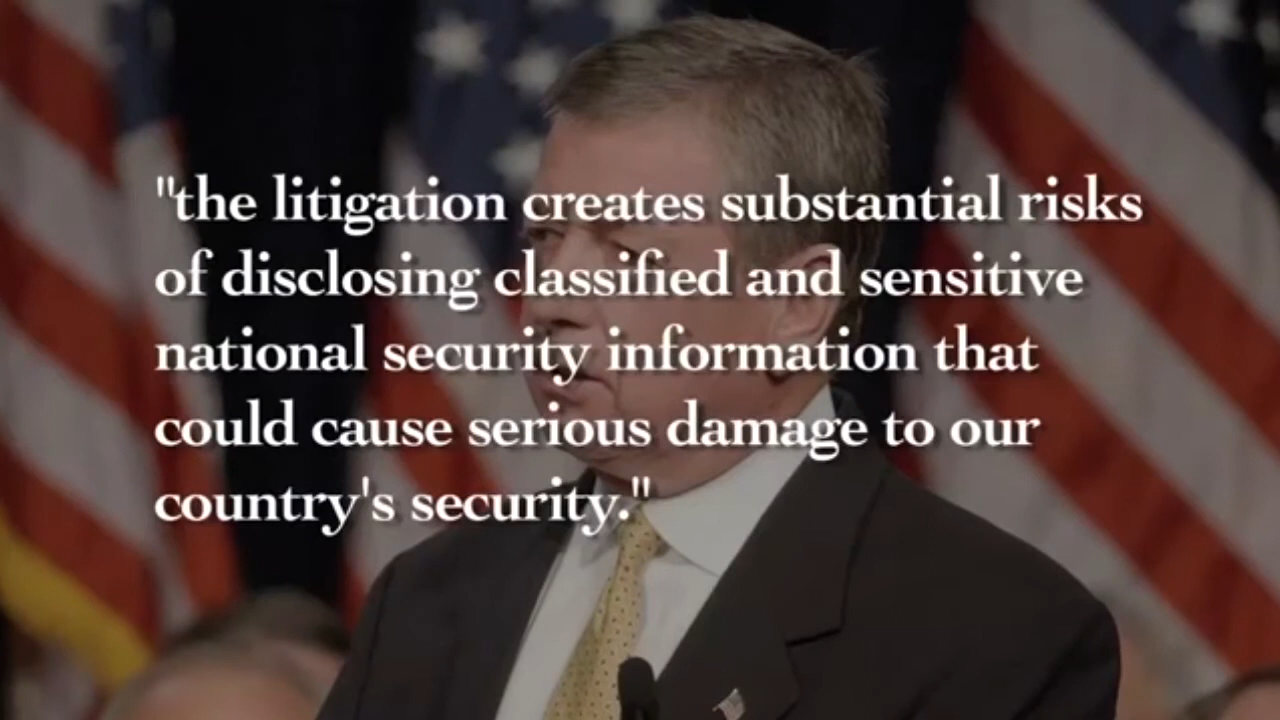 "the litigation creates substantial risks
of disclosing classified and sensitive
national security information that
could cause serious damage to our
country's security."